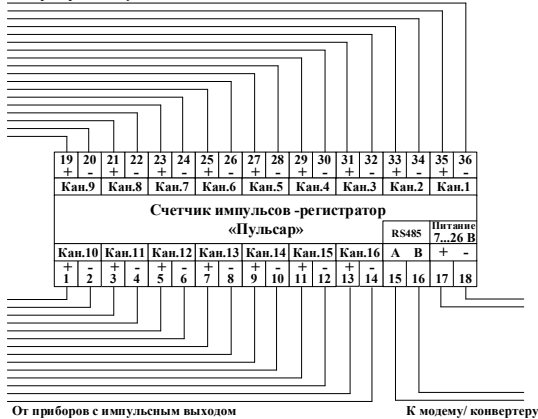 19 20 21 22 23 24 25 26 27 28 29 30 31 32 33 34 35 36
+ - + - + - + - + - + - + - + - + -
Кан.9 Кан.8 Кан.7 Кан.6 Кан.5 Кан.4 Кан.3 Кан.2 Кан.1
Счетчик импульсов -регистратор
«Пульсар»
RS485 Питание
7...26 В
Кан.10 Кан.11 Кан.12 Кан.13 Кан.14 Кан.15 Кан.16 А В + -
+ - + - + - + - + - + - + -
1 2 3 4 5 6 7 8 9 10 11 12 13 14 15 16 17 18
От приборов с импульсным выходом К модему/ конвертеру